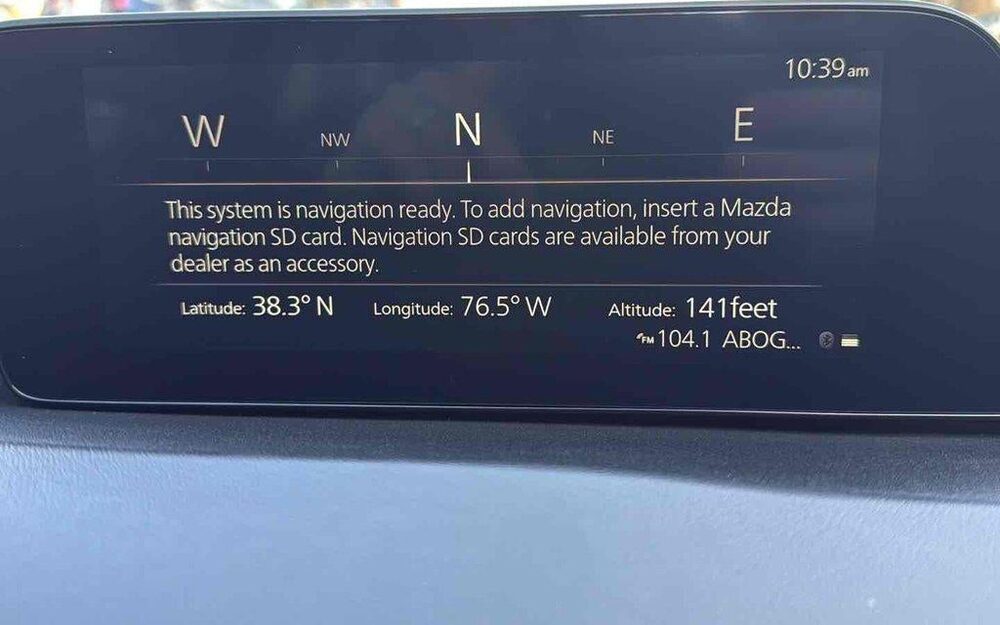 10:39am
W NW N NE E
This system is navigation ready. To add navigation, insert a Mazda
navigation SD card. Navigation SD cards are available from your
dealer as an accessory.
Latitude: 38.3° N Longitude: 76.5° W Altitude: 141feet
FM 104.1 ABOG...